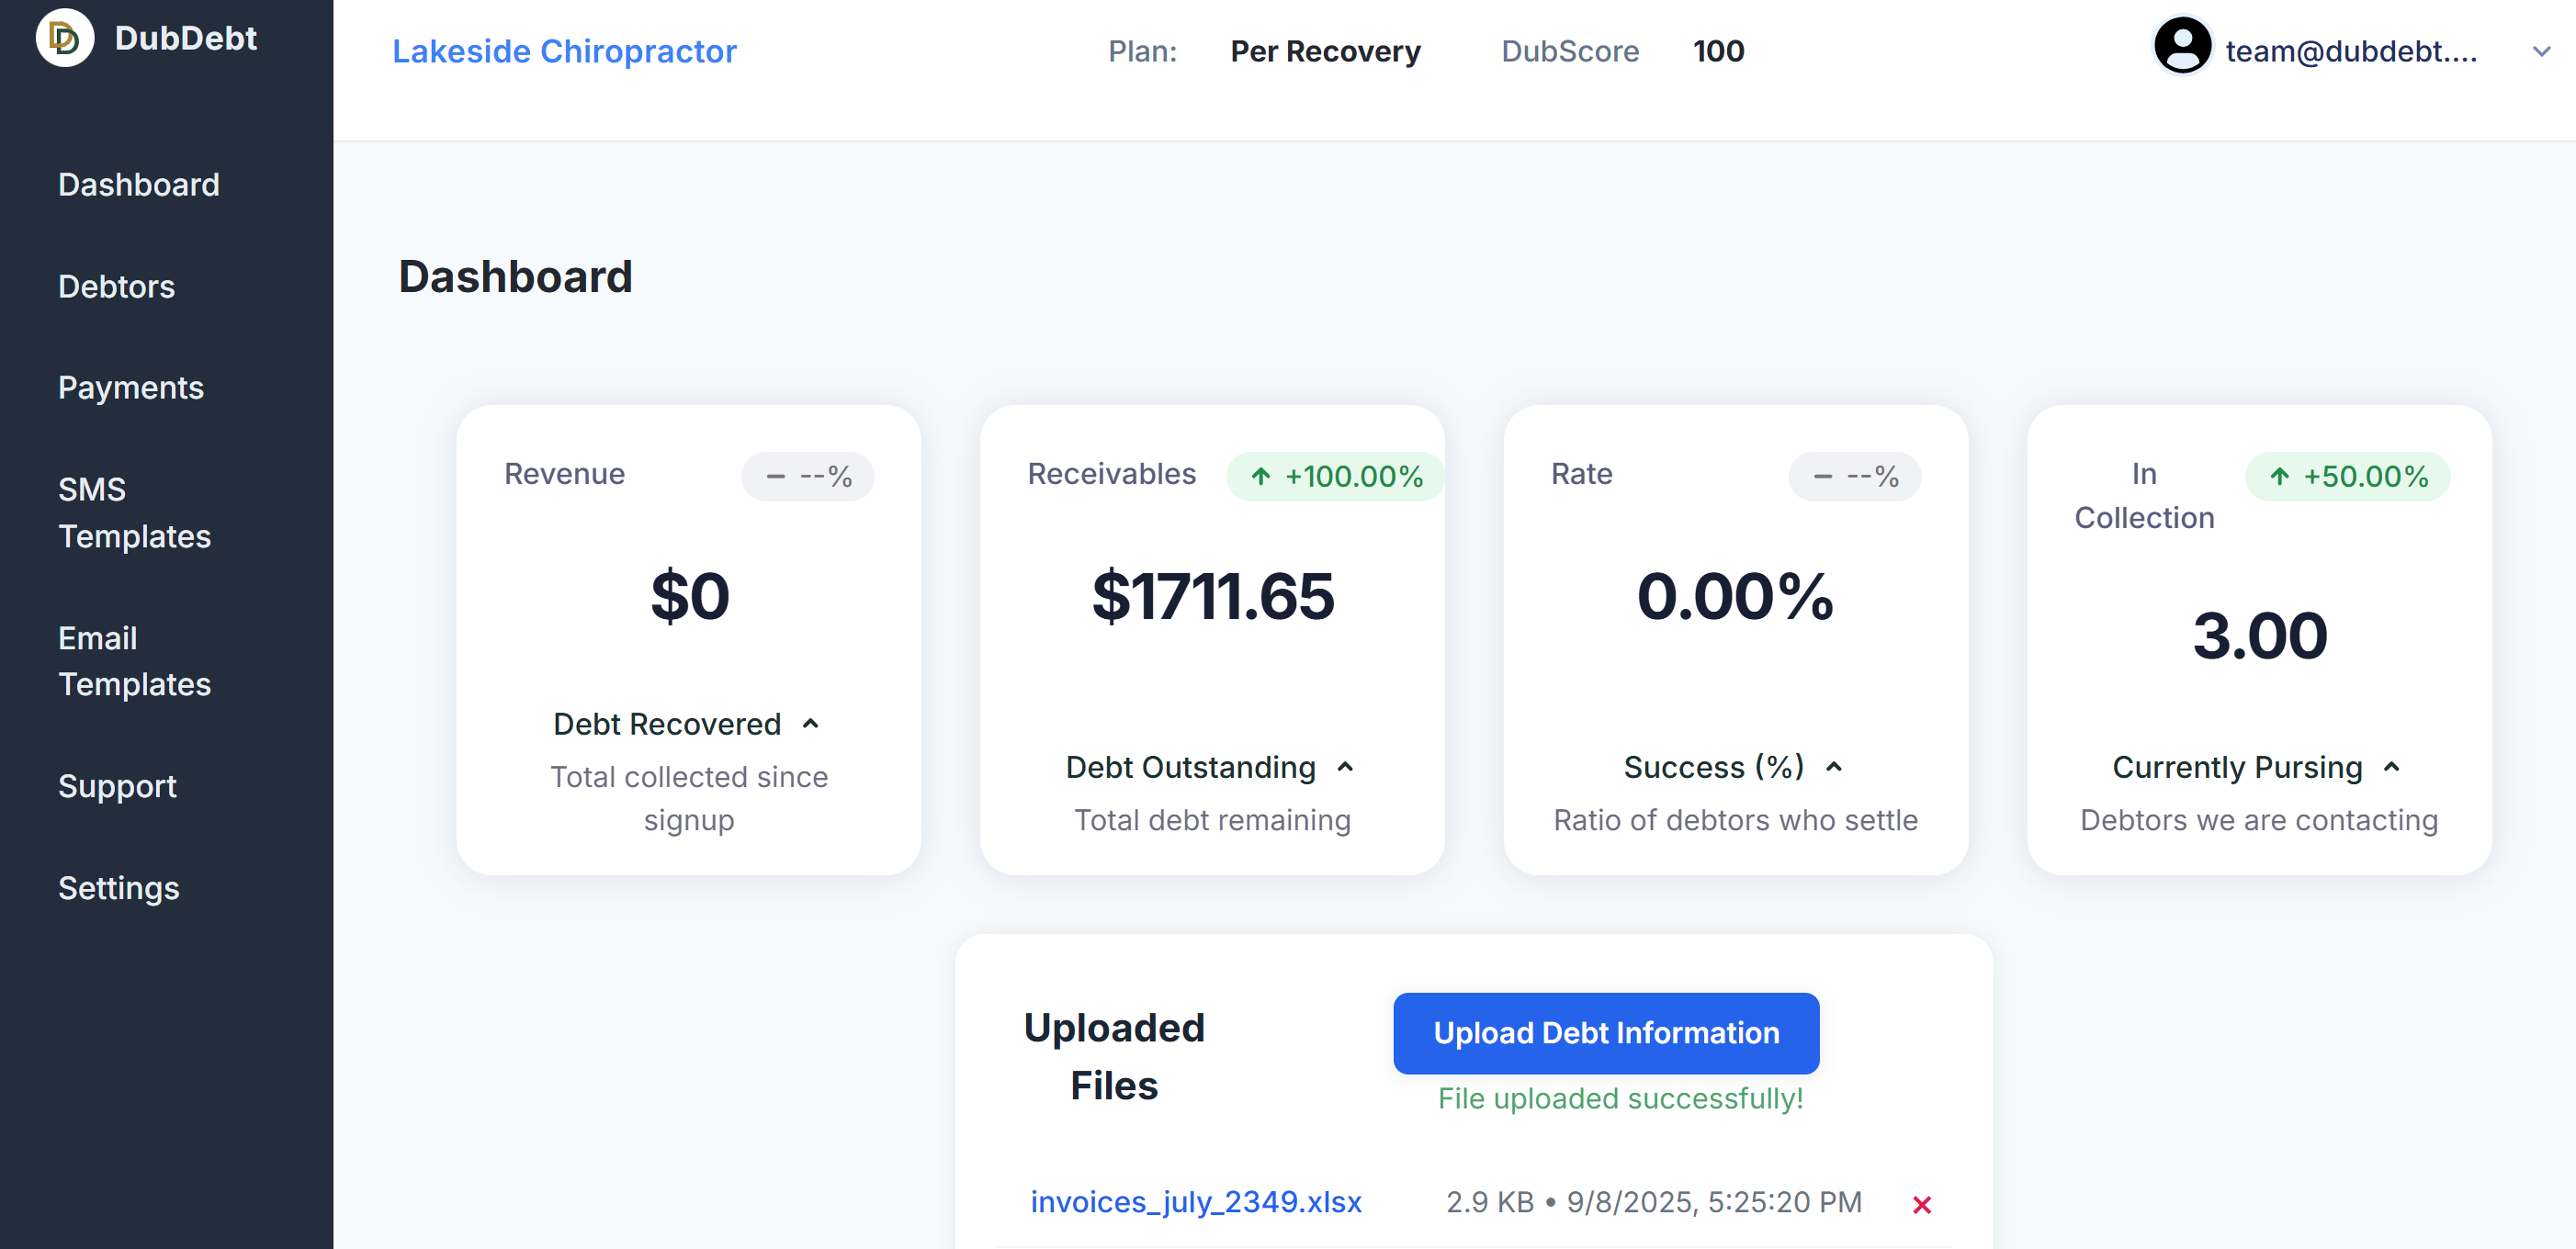 DubDebt
Lakeside Chiropractor
Plan: Per Recovery DubScore 100
team@dubdebt....
Dashboard
Debtors
Payments
SMS
Templates
Email
Templates
Support
Settings
Dashboard
Revenue
--%
$0
Debt Recovered
Total collected since
signup
Receivables
+100.00%
$1711.65
Debt Outstanding
Total debt remaining
Rate
--%
0.00%
Success (%)
Ratio of debtors who settle
In
Collection
+50.00%
3.00
Currently Pursing
Debtors we are contacting
Uploaded
Files
Upload Debt Information
File uploaded successfully!
invoices_july_2349.xlsx
2.9 KB • 9/8/2025, 5:25:20 PM